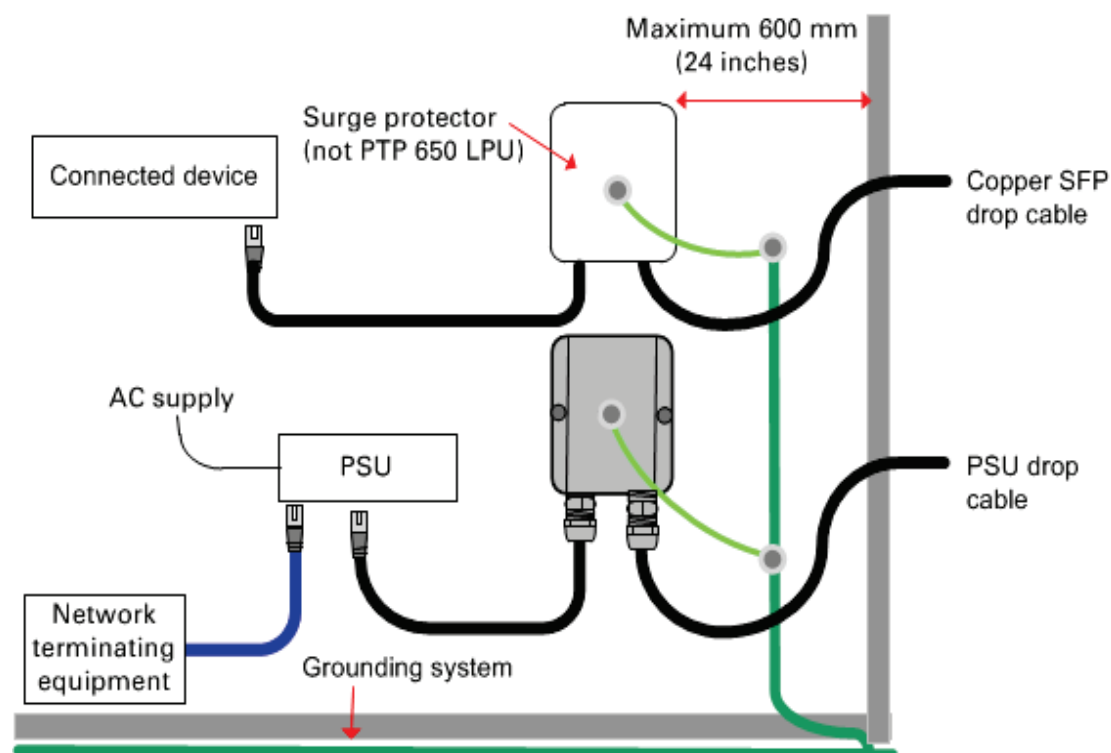 Maximum 600 mm
(24 inches)
Surge protector
(not PTP 650 LPU)
Connected device
Copper SFP
drop cable
AC supply
PSU
PSU drop
cable
Network
terminating
equipment
Grounding system